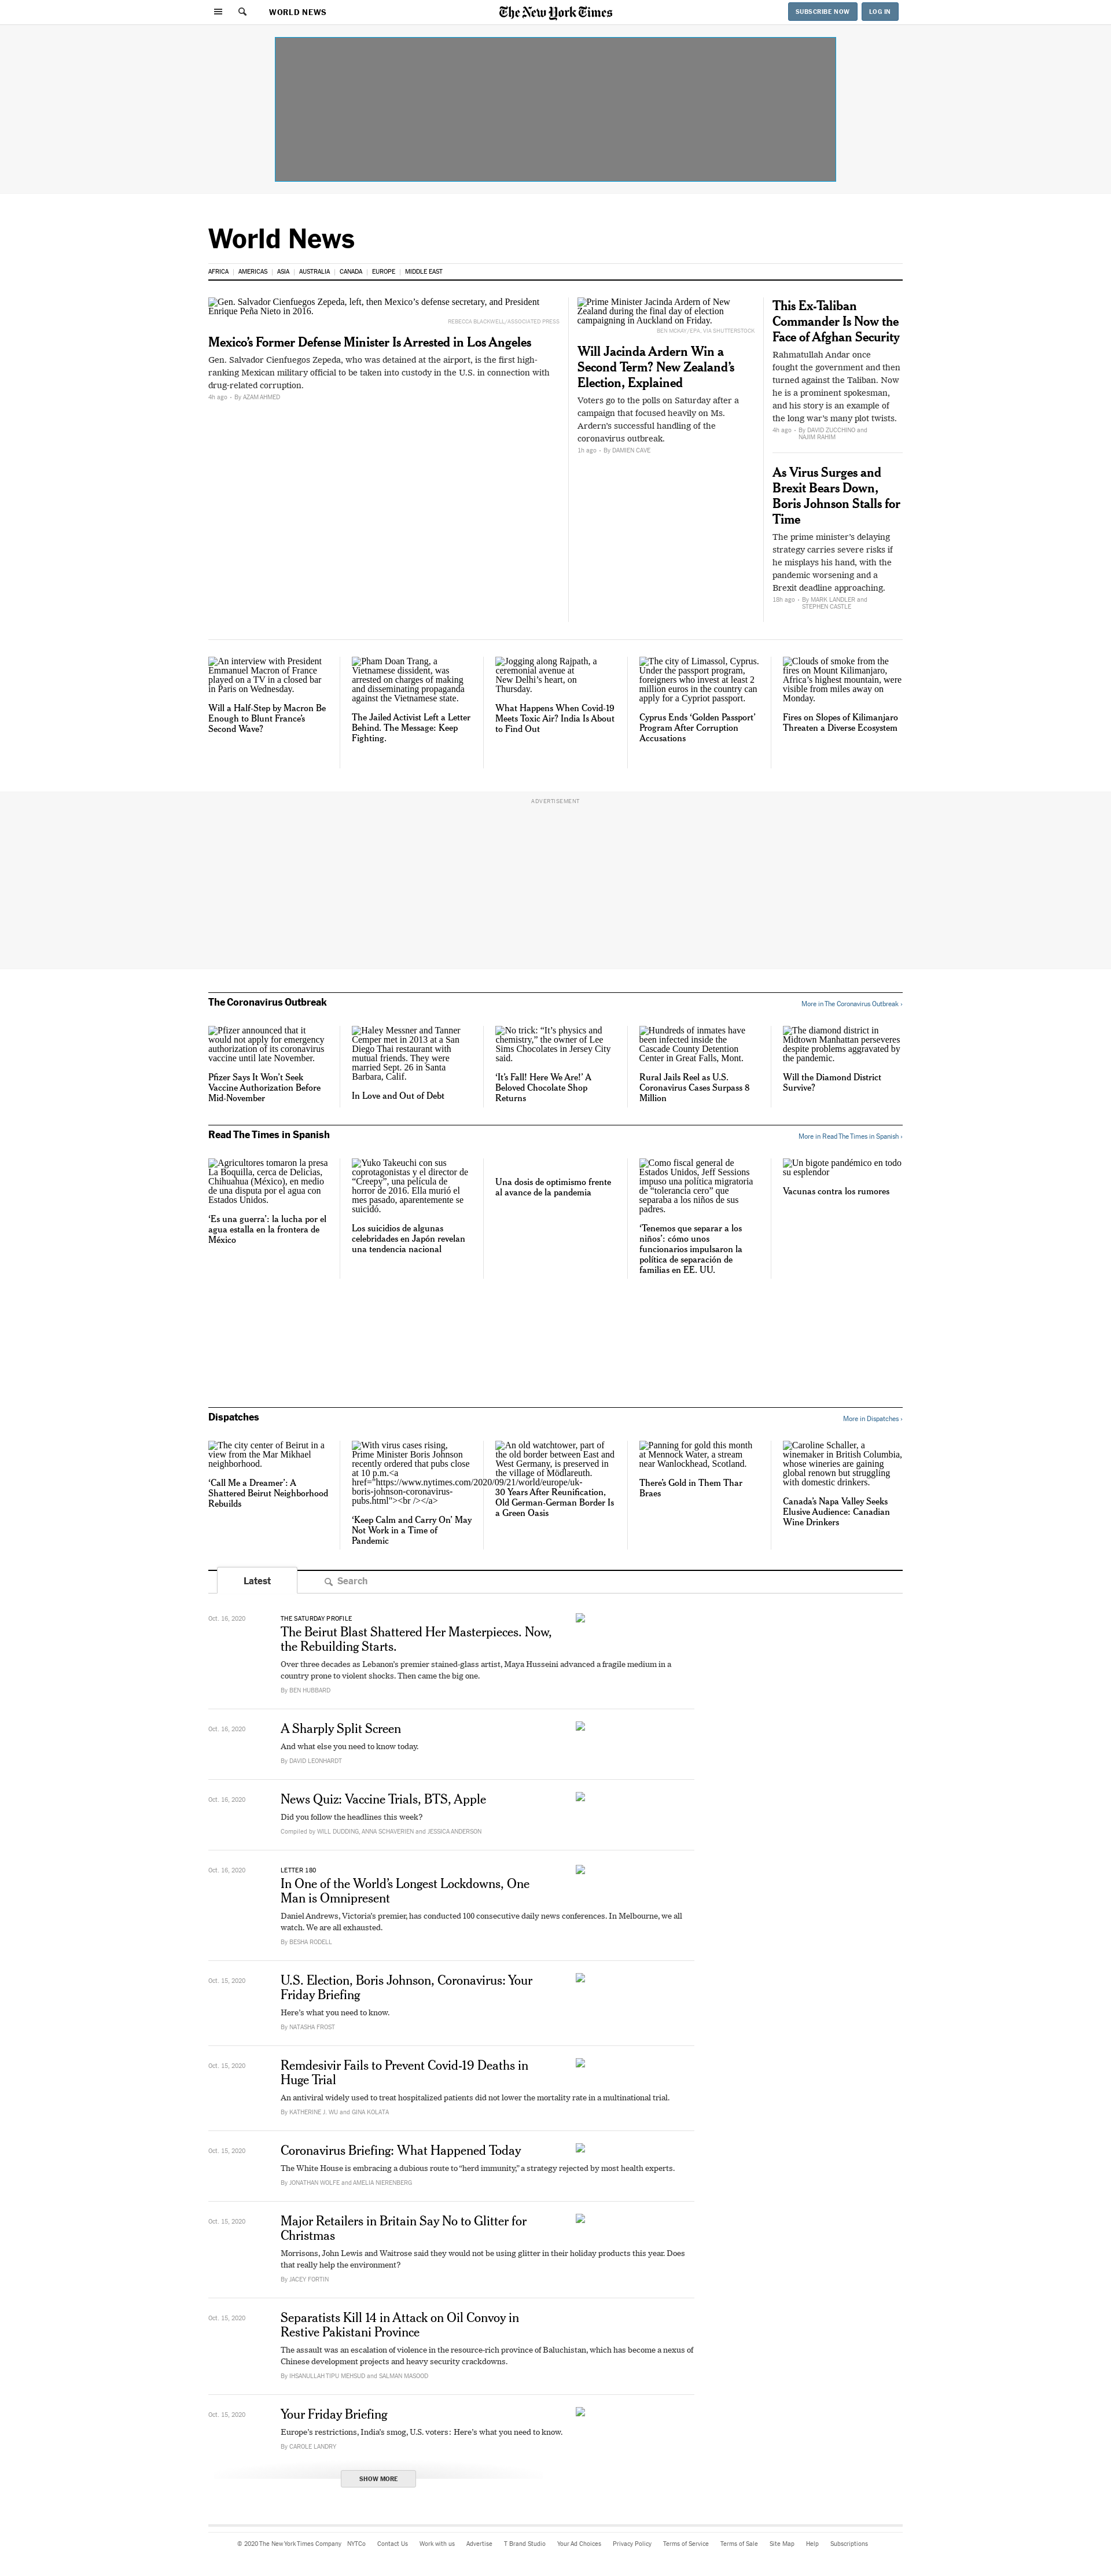 WORLD NEWS
The New York Times
SUBSCRIBE NOW
LOG IN
World News
AFRICA
AMERICAS
ASIA
AUSTRALIA
CANADA
EUROPE
MIDDLE EAST
Gen. Salvador Cienfuegos Zepeda, left, then Mexico’s defense secretary, and President
Enrique Peña Nieto in 2016.
REBECCA BLACKWELL/ASSOCIATED PRESS
Mexico’s Former Defense Minister Is Arrested in Los Angeles
Gen. Salvador Cienfuegos Zepeda, who was detained at the airport, is the first high-
ranking Mexican military official to be taken into custody in the U.S. in connection with
drug-related corruption.
4h ago - By AZAM AHMED
Prime Minister Jacinda Ardern of New
Zealand during the final day of election
campaigning in Auckland on Friday.
BEN MCKAY/EPA, VIA SHUTTERSTOCK
Will Jacinda Ardern Win a
Second Term? New Zealand’s
Election, Explained
Voters go to the polls on Saturday after a
campaign that focused heavily on Ms.
Ardern’s successful handling of the
coronavirus outbreak.
1h ago - By DAMIEN CAVE
This Ex-Taliban
Commander Is Now the
Face of Afghan Security
Rahmatullah Andar once
fought the government and then
turned against the Taliban. Now
he is a prominent spokesman,
and his story is an example of
the long war’s many plot twists.
4h ago - By DAVID ZUCCHINO and
NAJIM RAHIM
As Virus Surges and
Brexit Bears Down,
Boris Johnson Stalls for
Time
The prime minister’s delaying
strategy carries severe risks if
he misplays his hand, with the
pandemic worsening and a
Brexit deadline approaching.
18h ago - By MARK LANDLER and
STEPHEN CASTLE
An interview with President
Emmanuel Macron of France
played on a TV in a closed bar
in Paris on Wednesday.
Will a Half-Step by Macron Be
Enough to Blunt France’s
Second Wave?
Pham Doan Trang, a
Vietnamese dissident, was
arrested on charges of making
and disseminating propaganda
against the Vietnamese state.
The Jailed Activist Left a Letter
Behind. The Message: Keep
Fighting.
Jogging along Rajpath, a
ceremonial avenue at
New Delhi’s heart, on
Thursday.
What Happens When Covid-19
Meets Toxic Air? India Is About
to Find Out
The city of Limassol, Cyprus.
Under the passport program,
foreigners who invest at least 2
million euros in the country can
apply for a Cypriot passport.
Cyprus Ends ‘Golden Passport’
Program After Corruption
Accusations
Clouds of smoke from the
fires on Mount Kilimanjaro,
Africa’s highest mountain, were
visible from miles away on
Monday.
Fires on Slopes of Kilimanjaro
Threaten a Diverse Ecosystem
ADVERTISEMENT
The Coronavirus Outbreak
More in The Coronavirus Outbreak ›
Pfizer announced that it
would not apply for emergency
authorization of its coronavirus
vaccine until late November.
Pfizer Says It Won’t Seek
Vaccine Authorization Before
Mid-November
Haley Messner and Tanner
Cemper met in 2013 at a San
Diego Thai restaurant with
mutual friends. They were
married Sept. 26 in Santa
Barbara, Calif.
In Love and Out of Debt
No trick: “It’s physics and
chemistry,” the owner of Lee
Sims Chocolates in Jersey City
said.
‘It’s Fall! Here We Are!’ A
Beloved Chocolate Shop
Returns
Hundreds of inmates have
been infected inside the
Cascade County Detention
Center in Great Falls, Mont.
Rural Jails Reel as U.S.
Coronavirus Cases Surpass 8
Million
The diamond district in
Midtown Manhattan perseveres
despite problems aggravated by
the pandemic.
Will the Diamond District
Survive?
Read The Times in Spanish
More in Read The Times in Spanish ›
Agricultores tomaron la presa
La Boquilla, cerca de Delicias,
Chihuahua (México), en medio
de una disputa por el agua con
Estados Unidos.
‘Es una guerra’: la lucha por el
agua estalla en la frontera de
México
Yuko Takeuchi con sus
coprotagonistas y el director de
“Creepy”, una película de
horror de 2016. Ella murió el
mes pasado, aparentemente se
suicidó.
Los suicidios de algunas
celebridades en Japón revelan
una tendencia nacional
Una dosis de optimismo frente
al avance de la pandemia
Como fiscal general de
Estados Unidos, Jeff Sessions
impuso una política migratoria
de “tolerancia cero” que
separaba a los niños de sus
padres.
‘Tenemos que separar a los
niños’: cómo unos
funcionarios impulsaron la
política de separación de
familias en EE. UU.
Un bigote pandémico en todo
su esplendor
Vacunas contra los rumores
Dispatches
More in Dispatches ›
The city center of Beirut in a
view from the Mar Mikhael
neighborhood.
‘Call Me a Dreamer’: A
Shattered Beirut Neighborhood
Rebuilds
With virus cases rising,
Prime Minister Boris Johnson
recently ordered that pubs close
at 10 p.m.<a
href="https://www.nytimes.com/2020/09/21/world/europe/uk-
boris-johnson-coronavirus-
pubs.html"><br /></a>
‘Keep Calm and Carry On’ May
Not Work in a Time of
Pandemic
An old watchtower, part of
the old border between East and
West Germany, is preserved in
the village of Mödlareuth.
30 Years After Reunification,
Old German-German Border Is
a Green Oasis
Panning for gold this month
at Mennock Water, a stream
near Wanlockhead, Scotland.
There’s Gold in Them Thar
Braes
Caroline Schaller, a
winemaker in British Columbia,
whose wineries are gaining
global renown but struggling
with domestic drinkers.
Canada’s Napa Valley Seeks
Elusive Audience: Canadian
Wine Drinkers
Latest
Search
Oct. 16, 2020
THE SATURDAY PROFILE
The Beirut Blast Shattered Her Masterpieces. Now,
the Rebuilding Starts.
Over three decades as Lebanon’s premier stained-glass artist, Maya Husseini advanced a fragile medium in a
country prone to violent shocks. Then came the big one.
By BEN HUBBARD
Oct. 16, 2020
A Sharply Split Screen
And what else you need to know today.
By DAVID LEONHARDT
Oct. 16, 2020
News Quiz: Vaccine Trials, BTS, Apple
Did you follow the headlines this week?
Compiled by WILL DUDDING, ANNA SCHAVERIEN and JESSICA ANDERSON
Oct. 16, 2020
LETTER 180
In One of the World’s Longest Lockdowns, One
Man is Omnipresent
Daniel Andrews, Victoria’s premier, has conducted 100 consecutive daily news conferences. In Melbourne, we all
watch. We are all exhausted.
By BESHA RODELL
Oct. 15, 2020
U.S. Election, Boris Johnson, Coronavirus: Your
Friday Briefing
Here’s what you need to know.
By NATASHA FROST
Oct. 15, 2020
Remdesivir Fails to Prevent Covid-19 Deaths in
Huge Trial
An antiviral widely used to treat hospitalized patients did not lower the mortality rate in a multinational trial.
By KATHERINE J. WU and GINA KOLATA
Oct. 15, 2020
Coronavirus Briefing: What Happened Today
The White House is embracing a dubious route to “herd immunity,” a strategy rejected by most health experts.
By JONATHAN WOLFE and AMELIA NIERENBERG
Oct. 15, 2020
Major Retailers in Britain Say No to Glitter for
Christmas
Morrisons, John Lewis and Waitrose said they would not be using glitter in their holiday products this year. Does
that really help the environment?
By JACEY FORTIN
Oct. 15, 2020
Separatists Kill 14 in Attack on Oil Convoy in
Restive Pakistani Province
The assault was an escalation of violence in the resource-rich province of Baluchistan, which has become a nexus of
Chinese development projects and heavy security crackdowns.
By IHSANULLAH TIPU MEHSUD and SALMAN MASOOD
Oct. 15, 2020
Your Friday Briefing
Europe’s restrictions, India’s smog, U.S. voters: Here’s what you need to know.
By CAROLE LANDRY
SHOW MORE
© 2020 The New York Times Company
NYTCo
Contact Us
Work with us
Advertise
T Brand Studio
Your Ad Choices
Privacy Policy
Terms of Service
Terms of Sale
Site Map
Help
Subscriptions